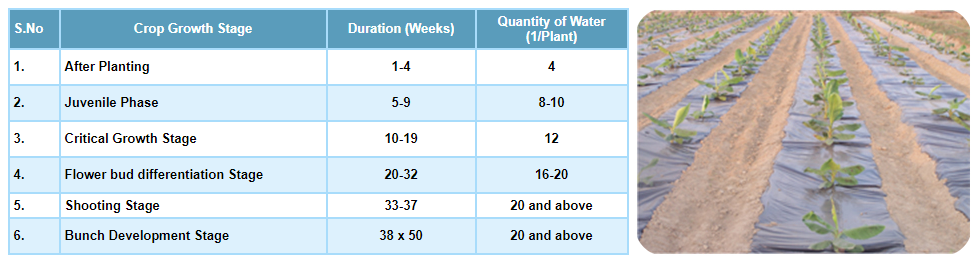 S.No Crop Growth Stage Duration (Weeks) Quantity of Water
(1/Plant)
1. After Planting 1-4 4
2. Juvenile Phase 5-9 8-10
3. Critical Growth Stage 10-19 12
4. Flower bud differentiation Stage 20-32 16-20
5. Shooting Stage 33-37 20 and above
6. Bunch Development Stage 38 x 50 20 and above